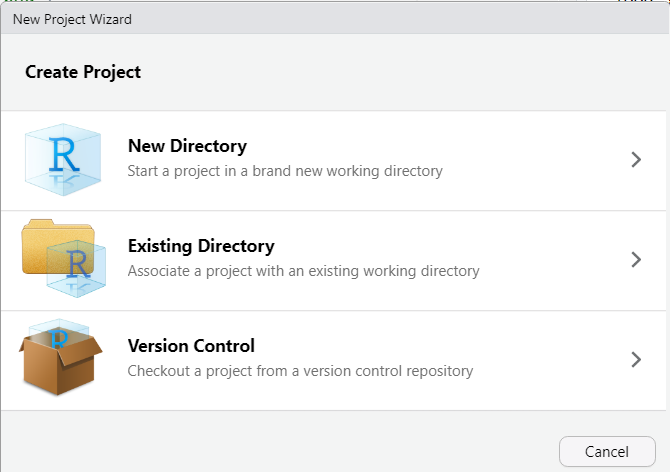 New Project Wizard
Create Project
R
New Directory
Start a project in a brand new working directory
R
Existing Directory
Associate a project with an existing working directory
R
Version Control
Checkout a project from a version control repository
Cancel